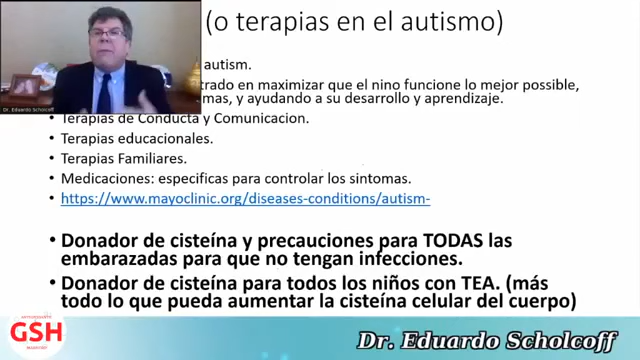 (o terapias en el autismo)
autism.
trado en maximizar que el nino funcione lo mejor possible,
mas, y ayudando a su desarrollo y aprendizaje.
• Terapias de Conducta y Comunicacion.
• Terapias educacionales.
• Terapias Familiares.
• Medicaciones: especificas para controlar los sintomas.
• https://www.mayoclinic.org/diseases-conditions/autism-
• Donador de cisteína y precauciones para TODAS las
embarazadas para que no tengan infecciones.
• Donador de cisteína para todos los niños con TEA. (más
todo lo que pueda aumentar la cisteína celular del cuerpo)
Dr. Eduardo Scholcoff
GSH
Dr. Eduardo Scholcoff